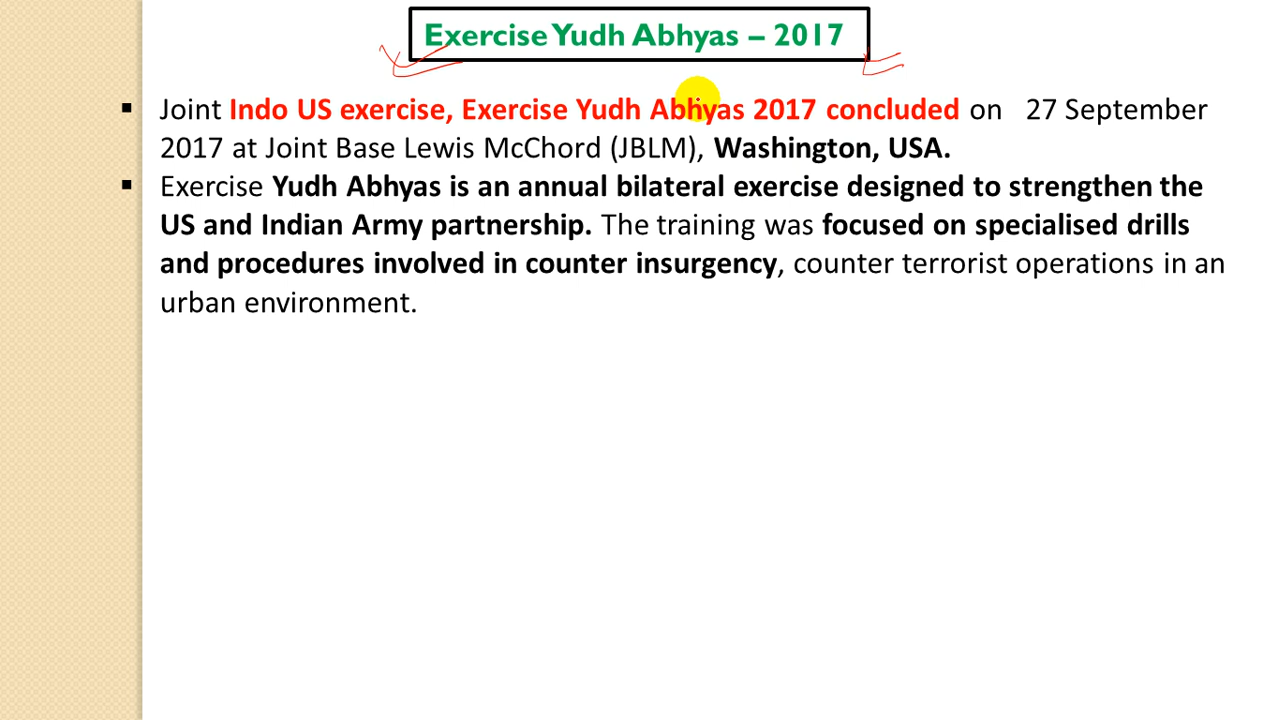 Exercise Yudh Abhyas – 2017
▪ Joint Indo US exercise, Exercise Yudh Abhyas 2017 concluded on 27 September
2017 at Joint Base Lewis McChord (JBLM), Washington, USA.
▪ Exercise Yudh Abhyas is an annual bilateral exercise designed to strengthen the
US and Indian Army partnership. The training was focused on specialised drills
and procedures involved in counter insurgency, counter terrorist operations in an
urban environment.